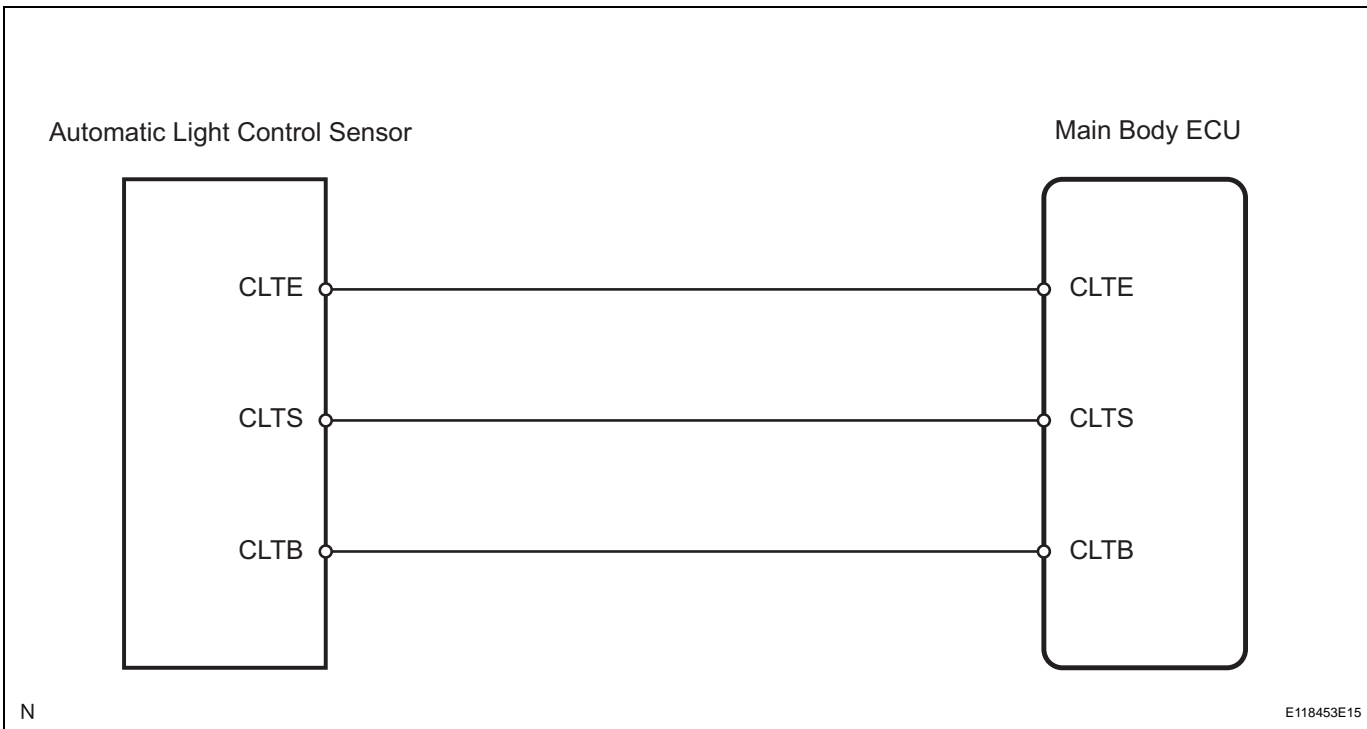 Automatic Light Control Sensor
Main Body ECU
CLTE
CLTE
CLTS
CLTS
CLTB
CLTB
N
E118453E15